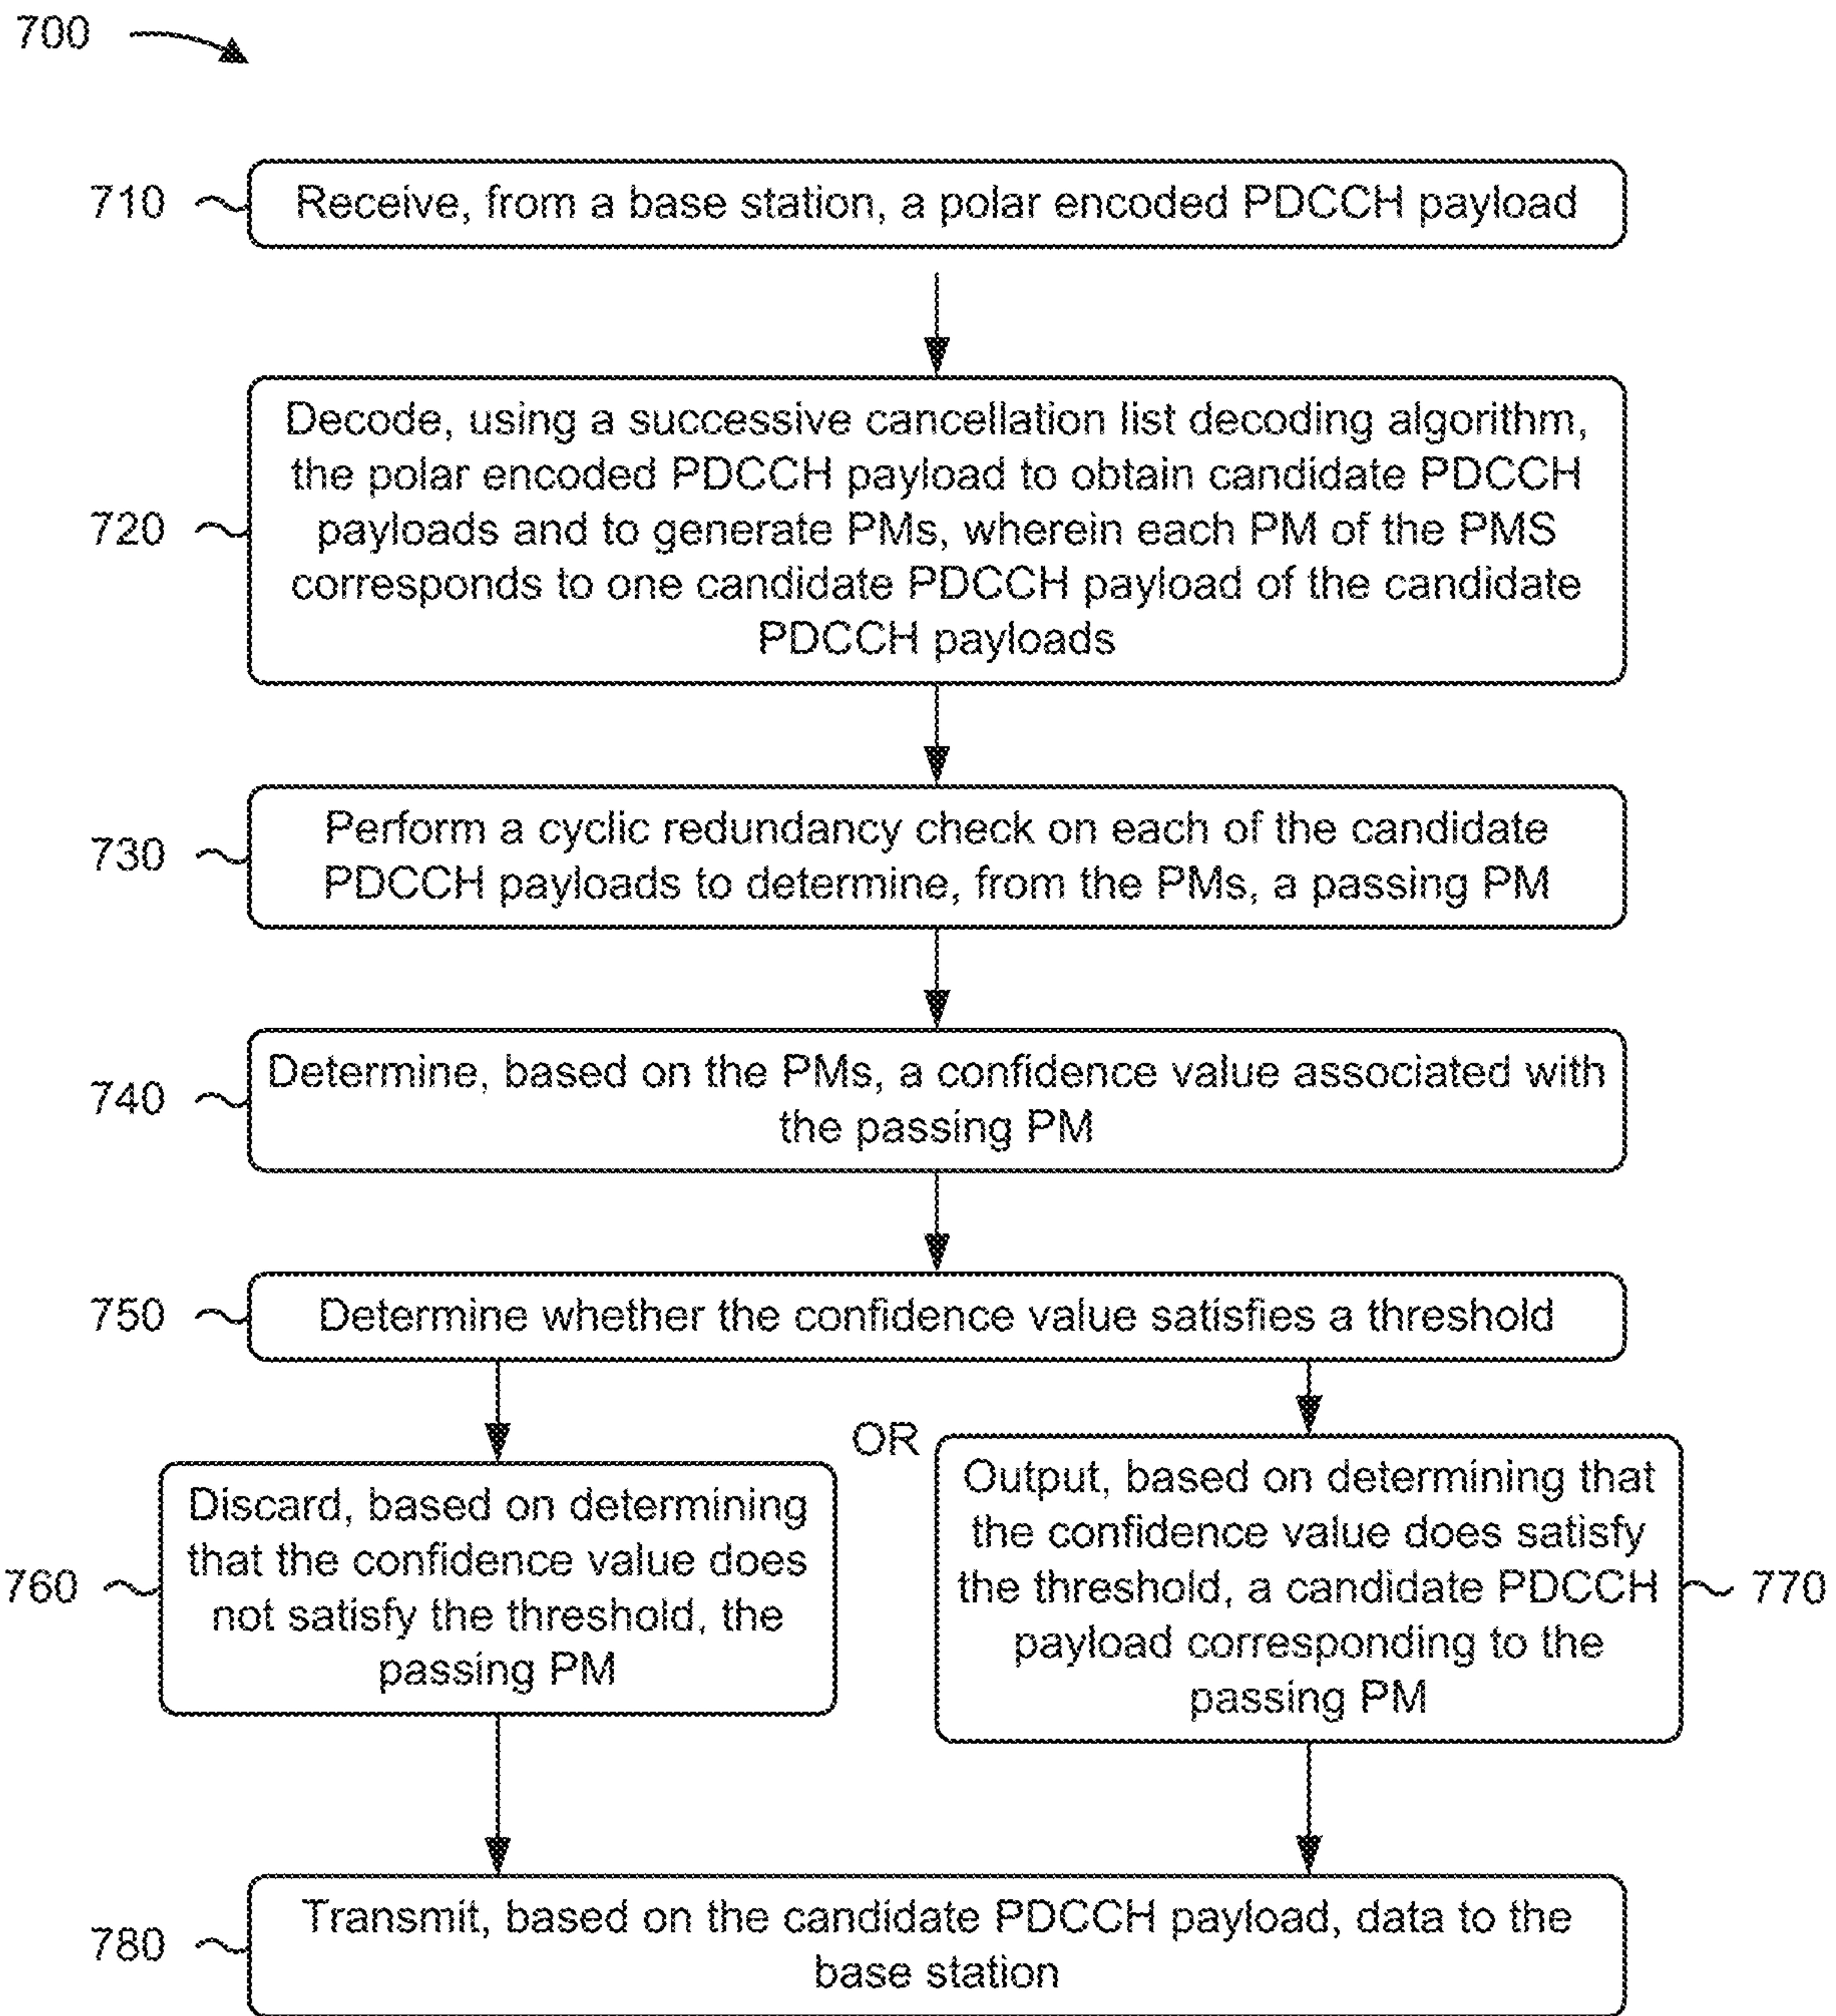 700
710
Receive, from a base station, a polar encoded PDCCH payload
720
Decode, using a successive cancellation list decoding algorithm,
the polar encoded PDCCH payload to obtain candidate PDCCH
payloads and to generate PMs, wherein each PM of the PMS
corresponds to one candidate PDCCH payload of the candidate
PDCCH payloads
730
Perform a cyclic redundancy check on each of the candidate
PDCCH payloads to determine, from the PMs, a passing PM
740
Determine, based on the PMs, a confidence value associated with
the passing PM
750
Determine whether the confidence value satisfies a threshold
760
Discard, based on determining
that the confidence value does
not satisfy the threshold, the
passing PM
OR
Output, based on determining that
the confidence value does satisfy
the threshold, a candidate PDCCH
payload corresponding to the
passing PM
770
780
Transmit, based on the candidate PDCCH payload, data to the
base station